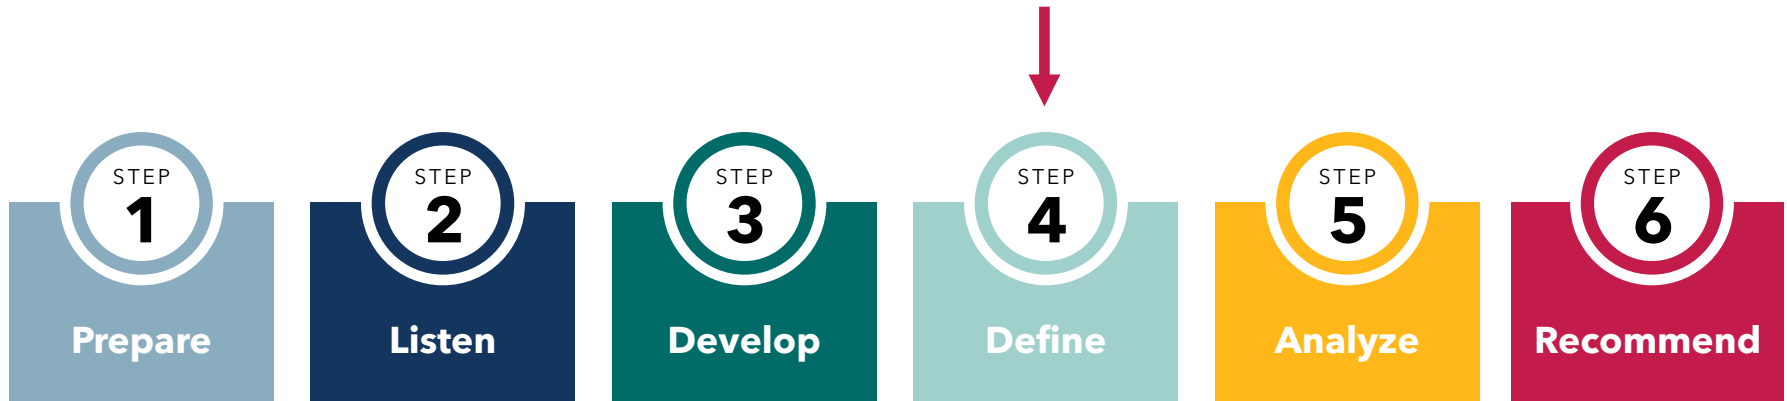 STEP
1
Prepare
STEP
2
Listen
STEP
3
Develop
STEP
4
Define
STEP
5
Analyze
STEP
6
Recommend